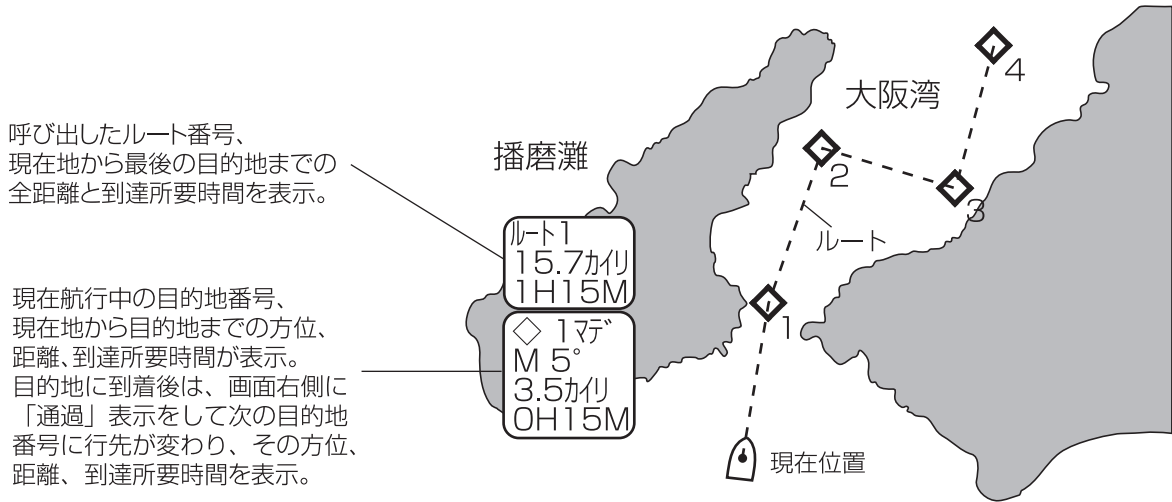 呼び出したルート番号、
現在地から最後の目的地までの
全距離と到達所要時間を表示。
現在航行中の目的地番号、
現在地から目的地までの方位、
距離、到達所要時間が表示。
目的地に到着後は、画面右側に
「通過」表示をして次の目的地
番号に行先が変わり、その方位、
距離、到達所要時間を表示。
播磨灘
ルート1
15.7カイリ
1H15M
◇ 1マデ
M 5°
3.5カイリ
0H15M
大阪湾
4
2
3
ルート
1
現在位置